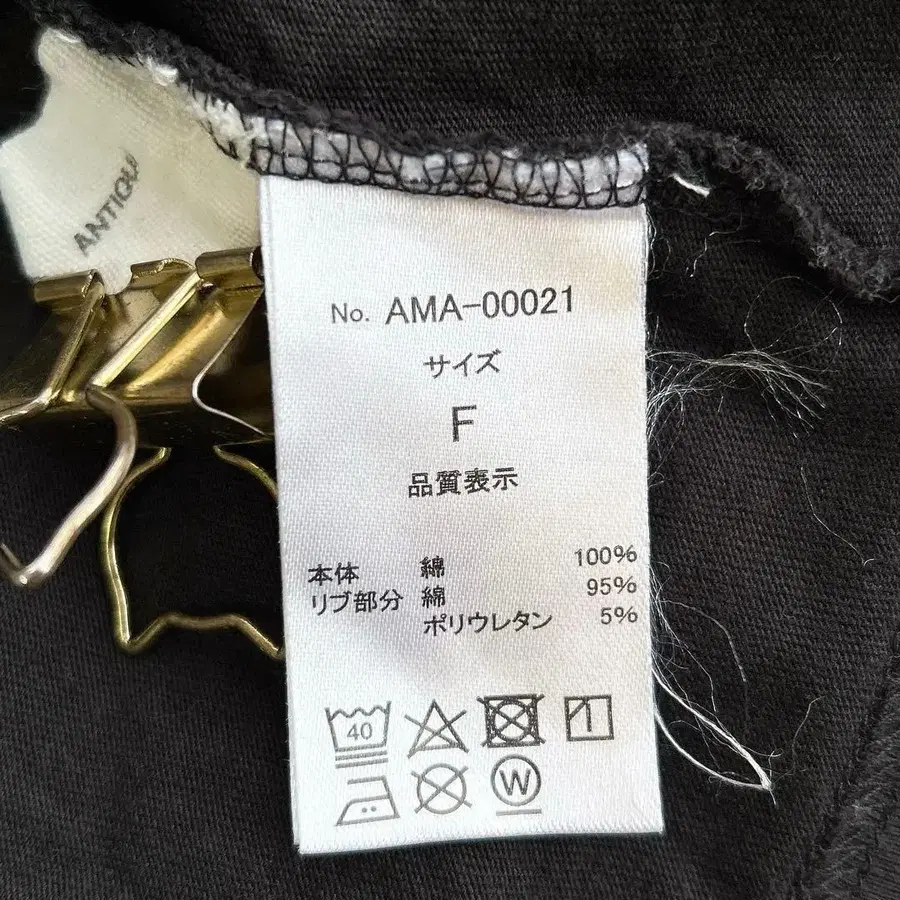 ANTIQU
No. AMA-00021
サイズ
F
品質表示
本体 綿 100%
リブ部分 綿 95%
ポリウレタン 5%
40
W